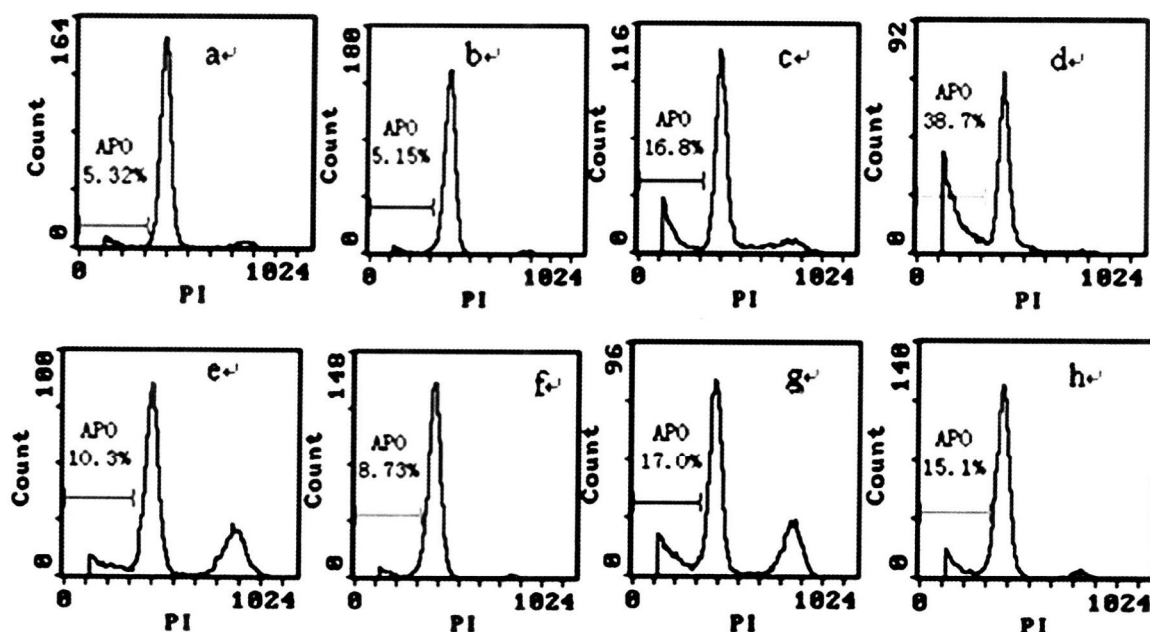 164
a↵
Count
APO
5.32%
0
0
1024
PI
180
b↵
Count
APO
5.15%
0
0
1024
PI
116
c↵
Count
APO
16.8%
0
0
1024
PI
92
d↵
Count
APO
38.7%
0
0
1024
PI
100
e↵
Count
APO
10.3%
0
0
1024
PI
148
f↵
Count
APO
8.73%
0
0
1024
PI
96
g↵
Count
APO
17.0%
0
0
1024
PI
140
h↵
Count
APO
15.1%
0
0
1024
PI